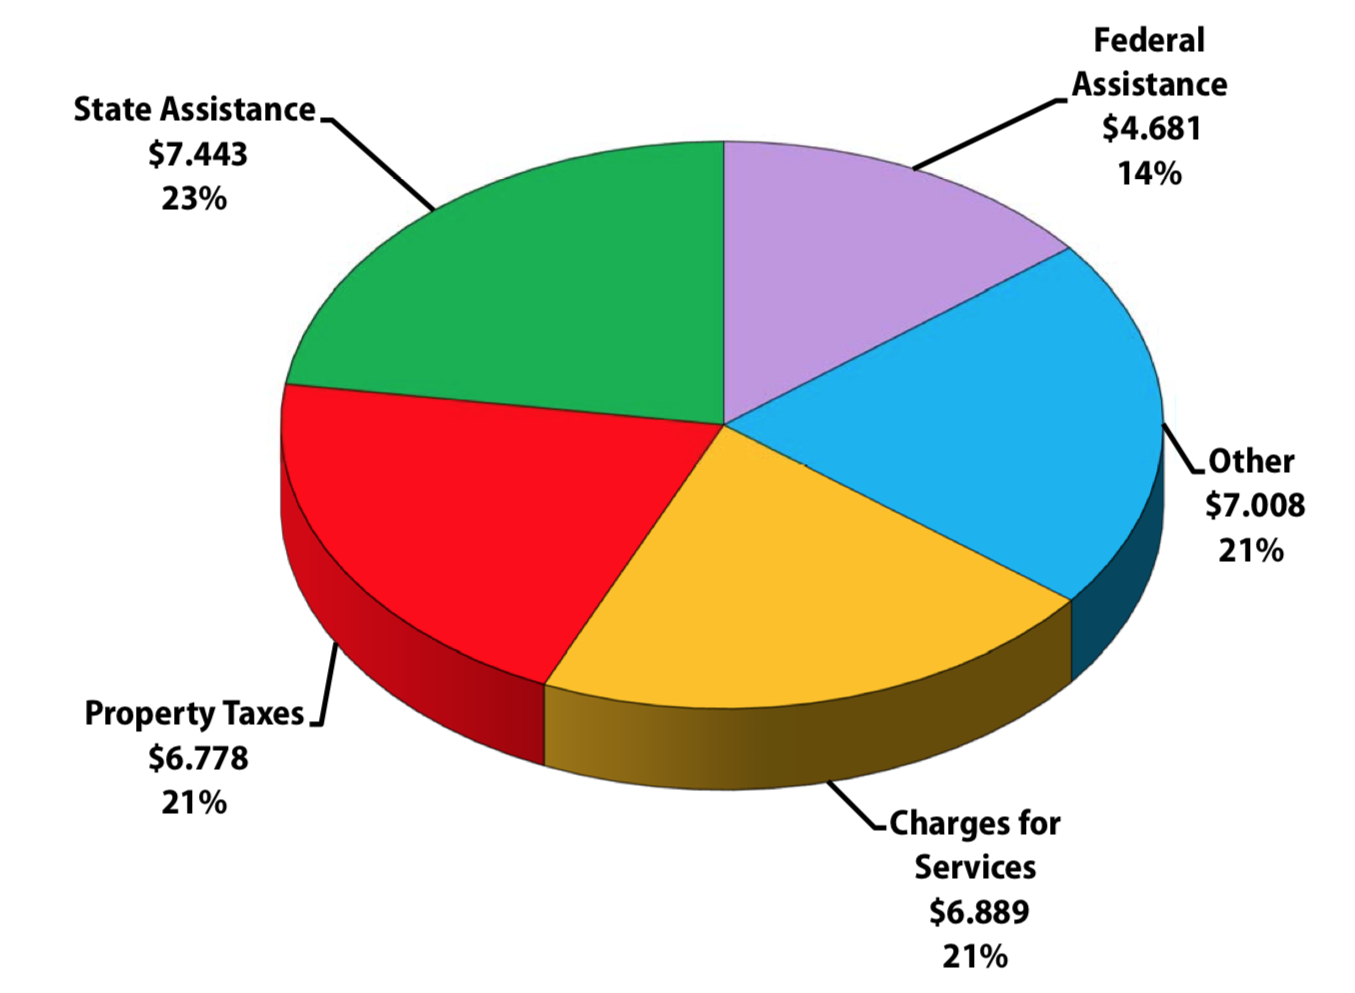 Federal
Assistance
$4.681
14%
State Assistance
$7.443
23%
Other
$7.008
21%
Property Taxes
$6.778
21%
Charges for
Services
$6.889
21%